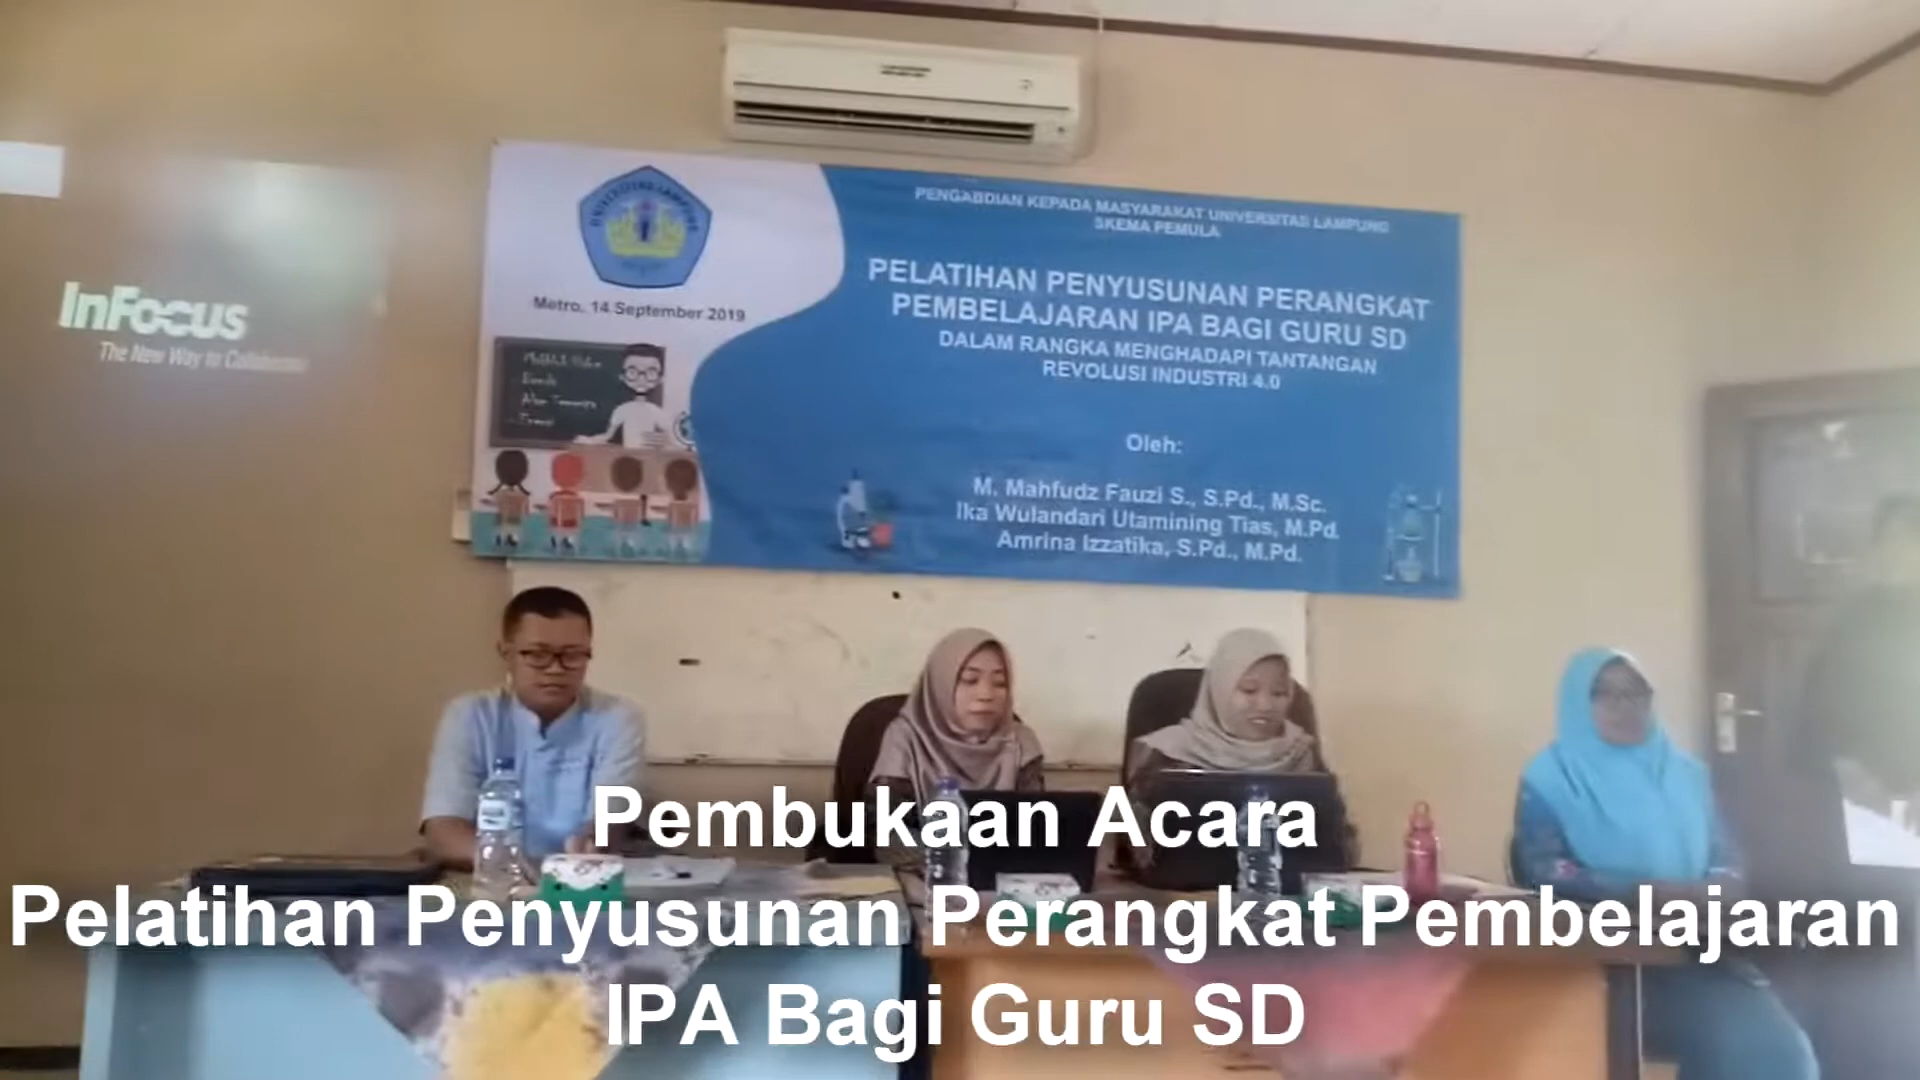 InFocus
The New Way to Collaborate
UNIVERSITAS LAMPUNG
Metro, 14 September 2019
PENGABDIAN KEPADA MASYARAKAT UNIVERSITAS LAMPUNG
SKEMA PEMULA
PELATIHAN PENYUSUNAN PERANGKAT
PEMBELAJARAN IPA BAGI GURU SD
DALAM RANGKA MENGHADAPI TANTANGAN
REVOLUSI INDUSTRI 4.0
Oleh:
M. Mahfudz Fauzi S., S.Pd., M.Sc.
Ika Wulandari Utamining Tias, M.Pd.
Amrina Izzatika, S.Pd., M.Pd.
Pembukaan Acara
Pelatihan Penyusunan Perangkat Pembelajaran
IPA Bagi Guru SD